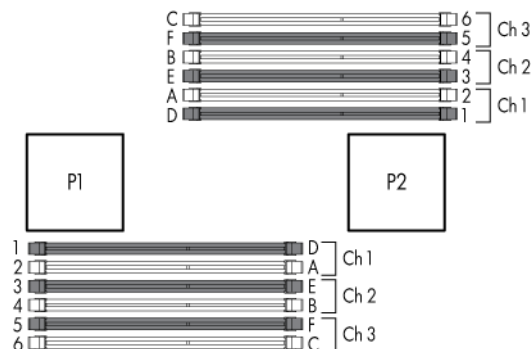 C 6 Ch 3
F 5
B 4 Ch 2
E 3
A 2 Ch 1
D 1
P1 P2
1 D Ch 1
2 A
3 E Ch 2
4 B
5 F Ch 3
6 C